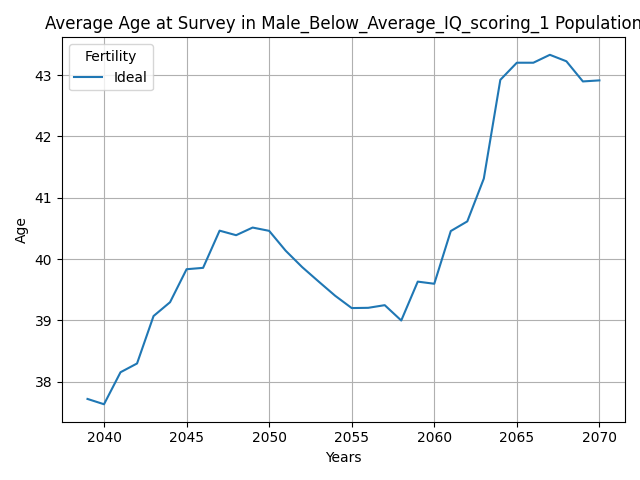 Average Age at Survey in Male_Below_Average_IQ_scoring_1 Population
Fertility
Ideal
43
42
41
40
39
38
Age
2040 2045 2050 2055 2060 2065 2070
Years